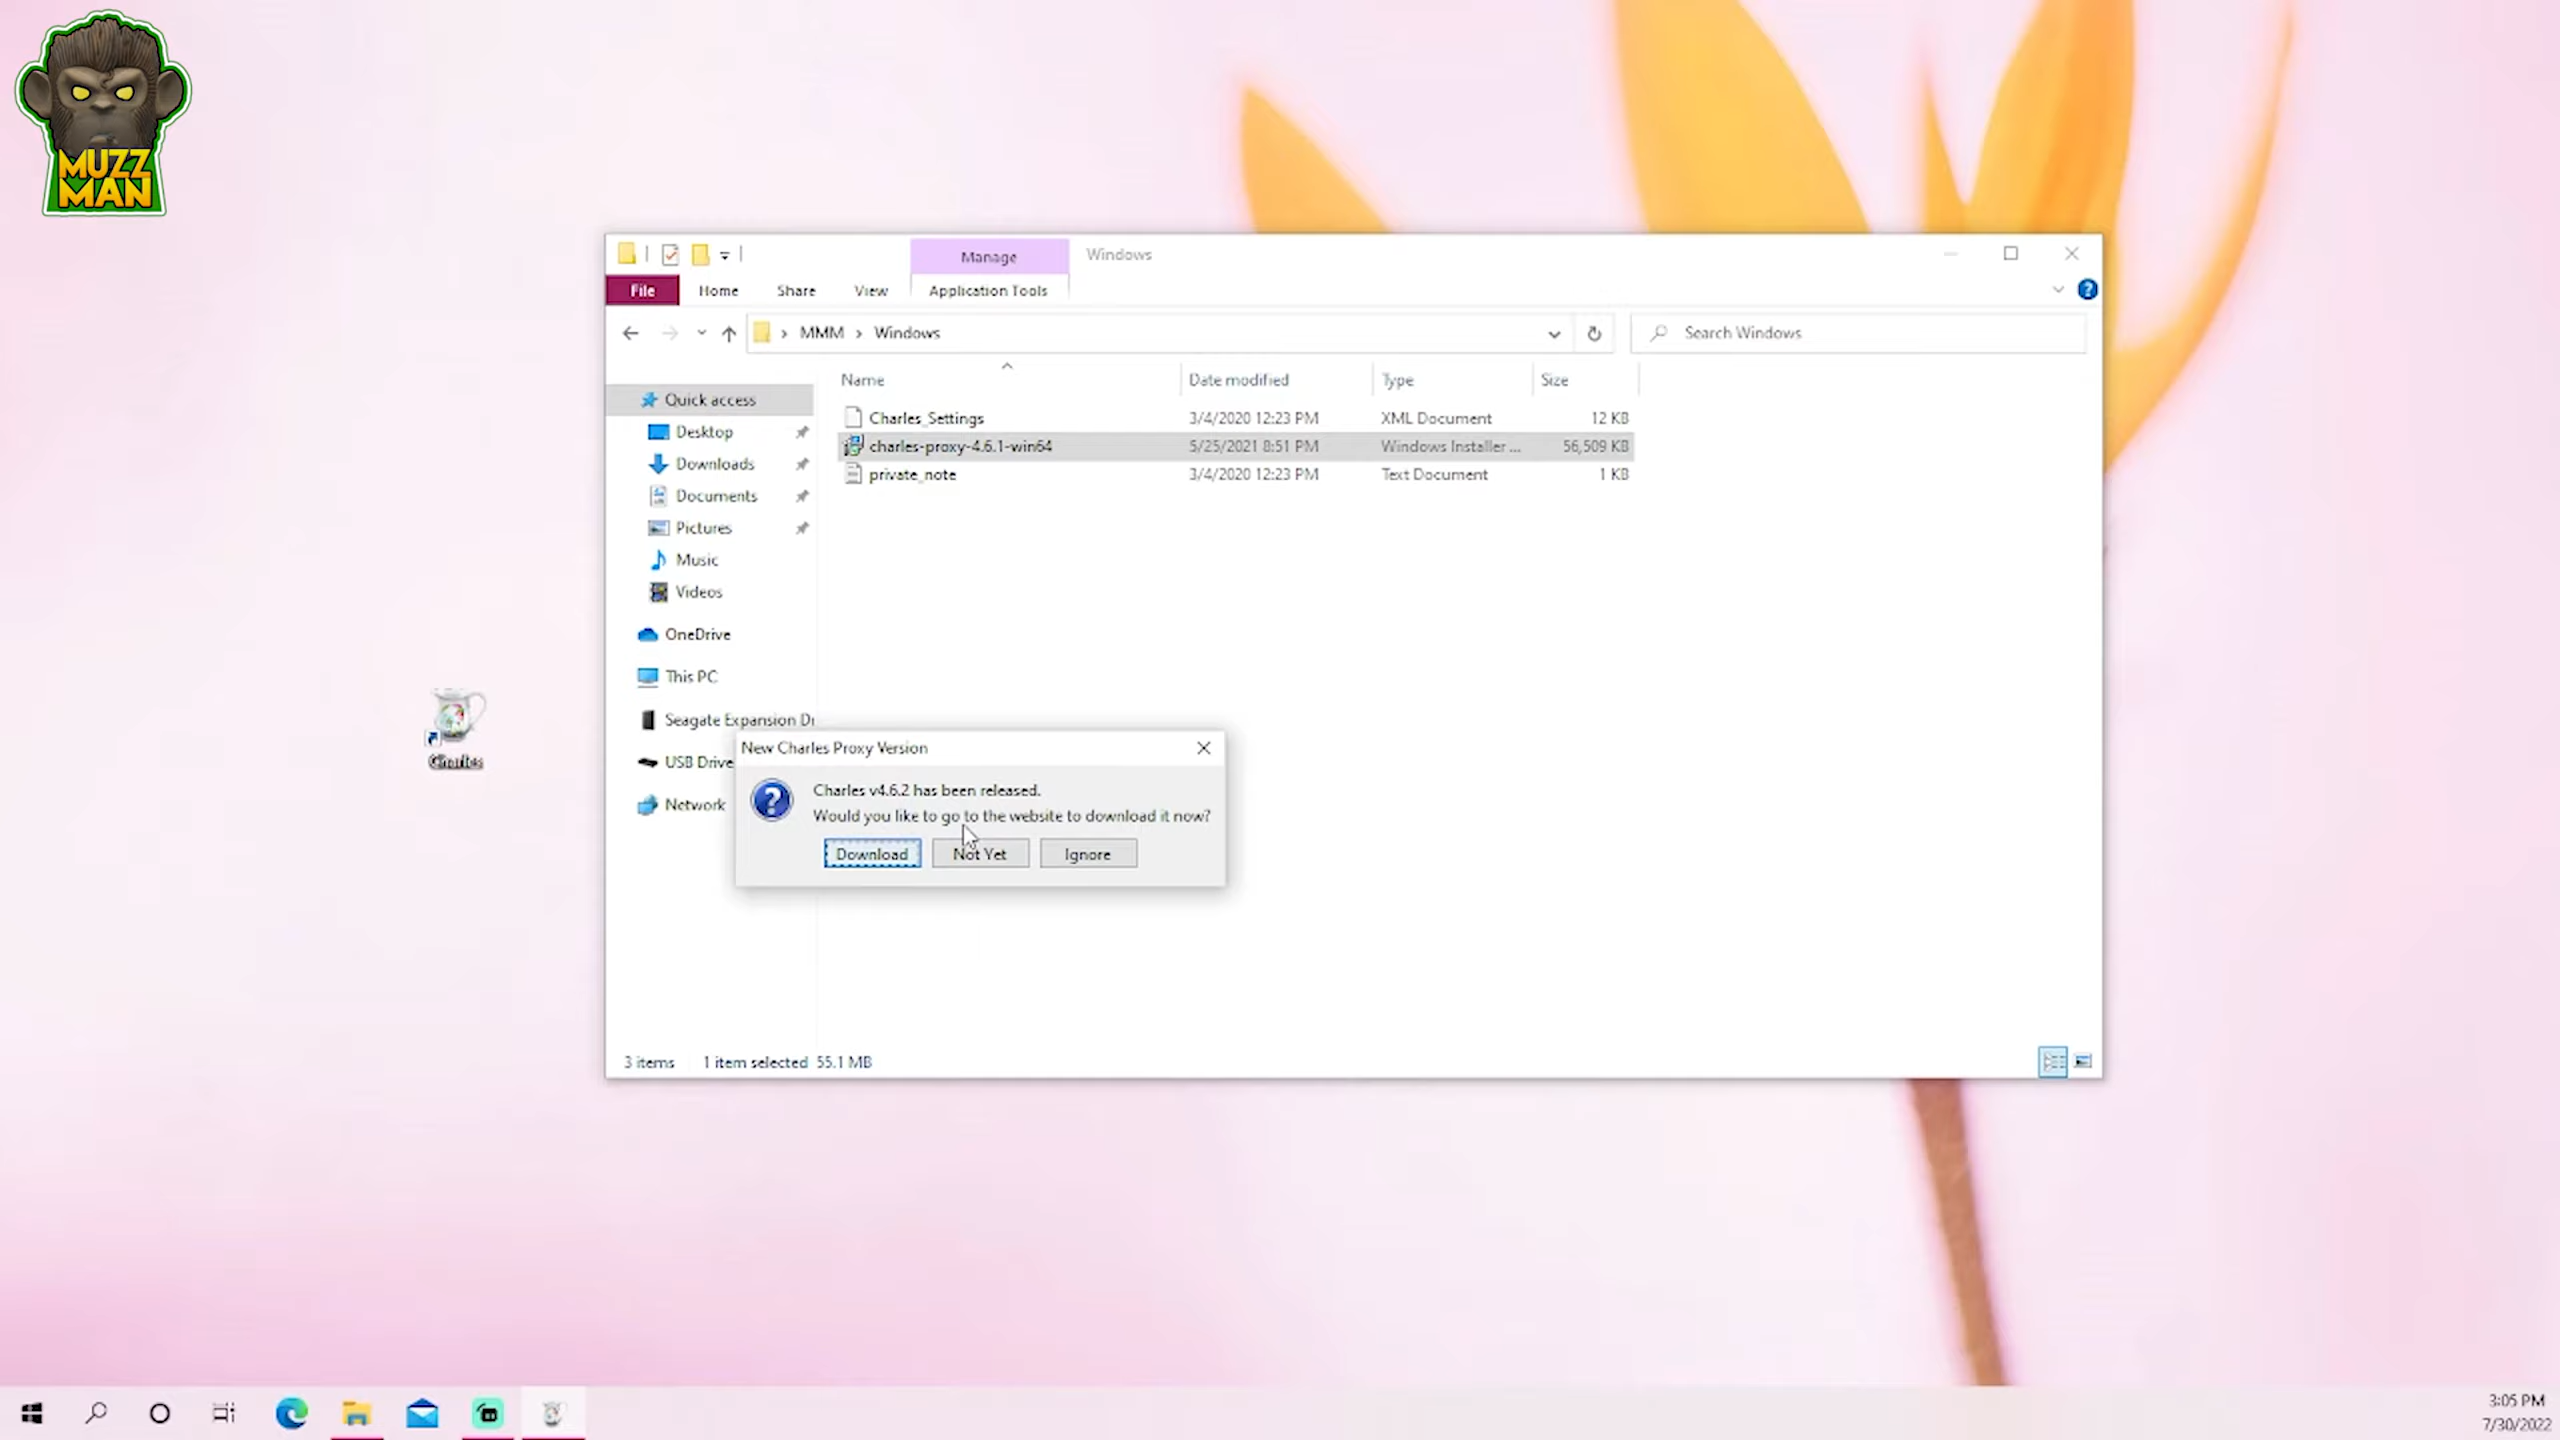 MUZZ
MAN
Manage
Windows
File
Home
Share
View
Application Tools
MMM
Windows
Search Windows
Name
Date modified
Type
Size
Quick access
Charles_Settings
3/4/2020 12:23 PM
XML Document
12 KB
Desktop
charles-proxy-4.6.1-win64
5/25/2021 8:51 PM
Windows Installer ...
56,509 KB
Downloads
private_note
3/4/2020 12:23 PM
Text Document
1 KB
Documents
Pictures
Music
Videos
OneDrive
This PC
Seagate Expansion Dr
USB Drive
Network
Charles
New Charles Proxy Version
Charles v4.6.2 has been released.
Would you like to go to the website to download it now?
Download
Not Yet
Ignore
3 items
1 item selected 55.1 MB
3:05 PM
7/30/2022